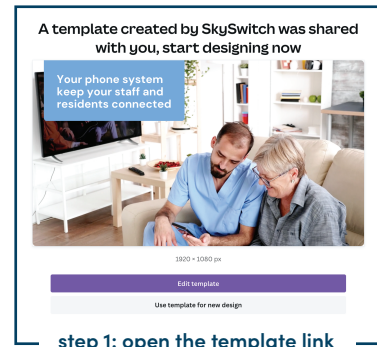 A template created by SkySwitch was shared
with you, start designing now
Your phone system
keep your staff and
residents connected
1920 × 1080 px
Edit template
Use template for new design
step 1: open the template link